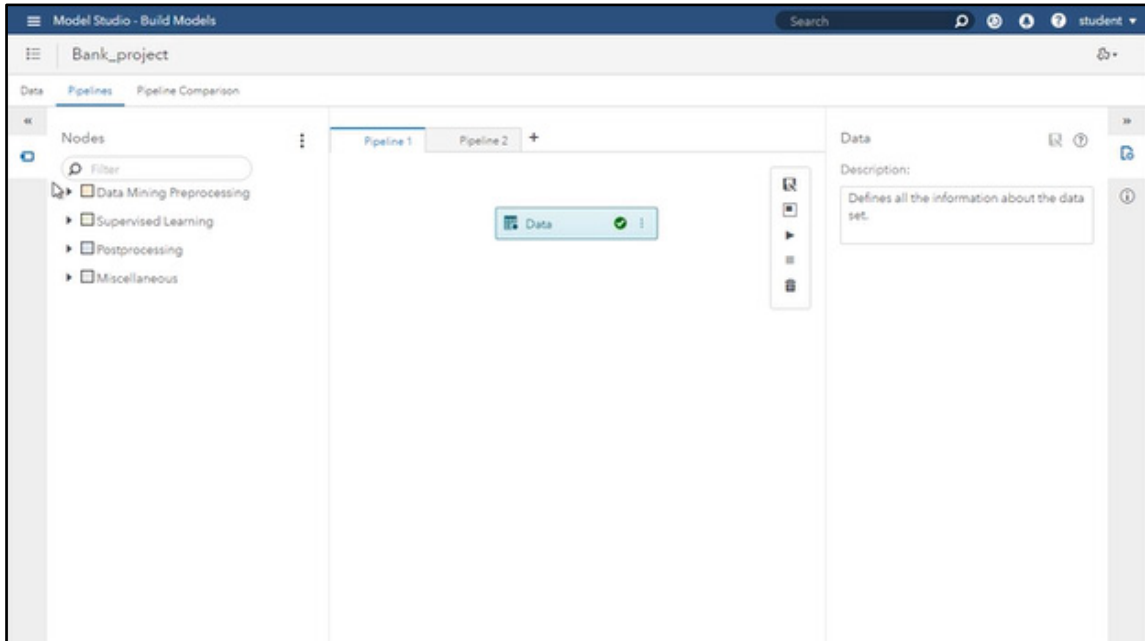 Model Studio - Build Models
Search
student
Bank_project
Data
Pipelines
Pipeline Comparison
Nodes
Filter
Data Mining Preprocessing
Supervised Learning
Postprocessing
Miscellaneous
Pipeline 1
Pipeline 2
Data
Data
Description:
Defines all the information about the data
set.